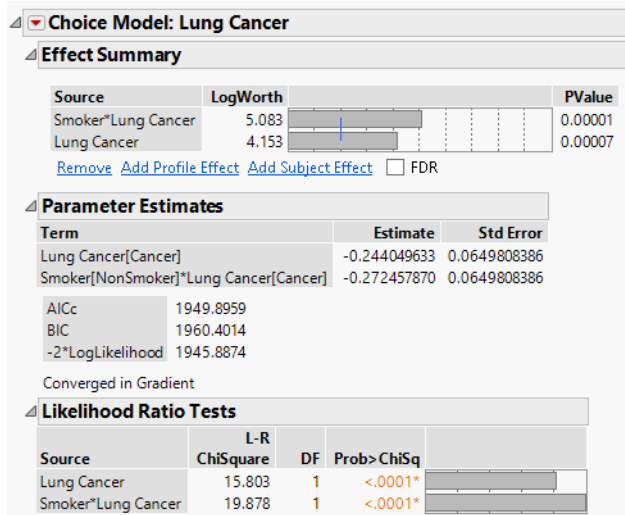 Choice Model: Lung Cancer
Effect Summary
Source LogWorth PValue
Smoker*Lung Cancer 5.083 0.00001
Lung Cancer 4.153 0.00007
Remove Add Profile Effect Add Subject Effect FDR
Parameter Estimates
Term Estimate Std Error
Lung Cancer[Cancer] -0.244049633 0.0649808386
Smoker[NonSmoker]*Lung Cancer[Cancer] -0.272457870 0.0649808386
AICc 1949.8959
BIC 1960.4014
-2*LogLikelihood 1945.8874
Converged in Gradient
Likelihood Ratio Tests
L-R
Source ChiSquare DF Prob>ChiSq
Lung Cancer 15.803 1 <.0001*
Smoker*Lung Cancer 19.878 1 <.0001*